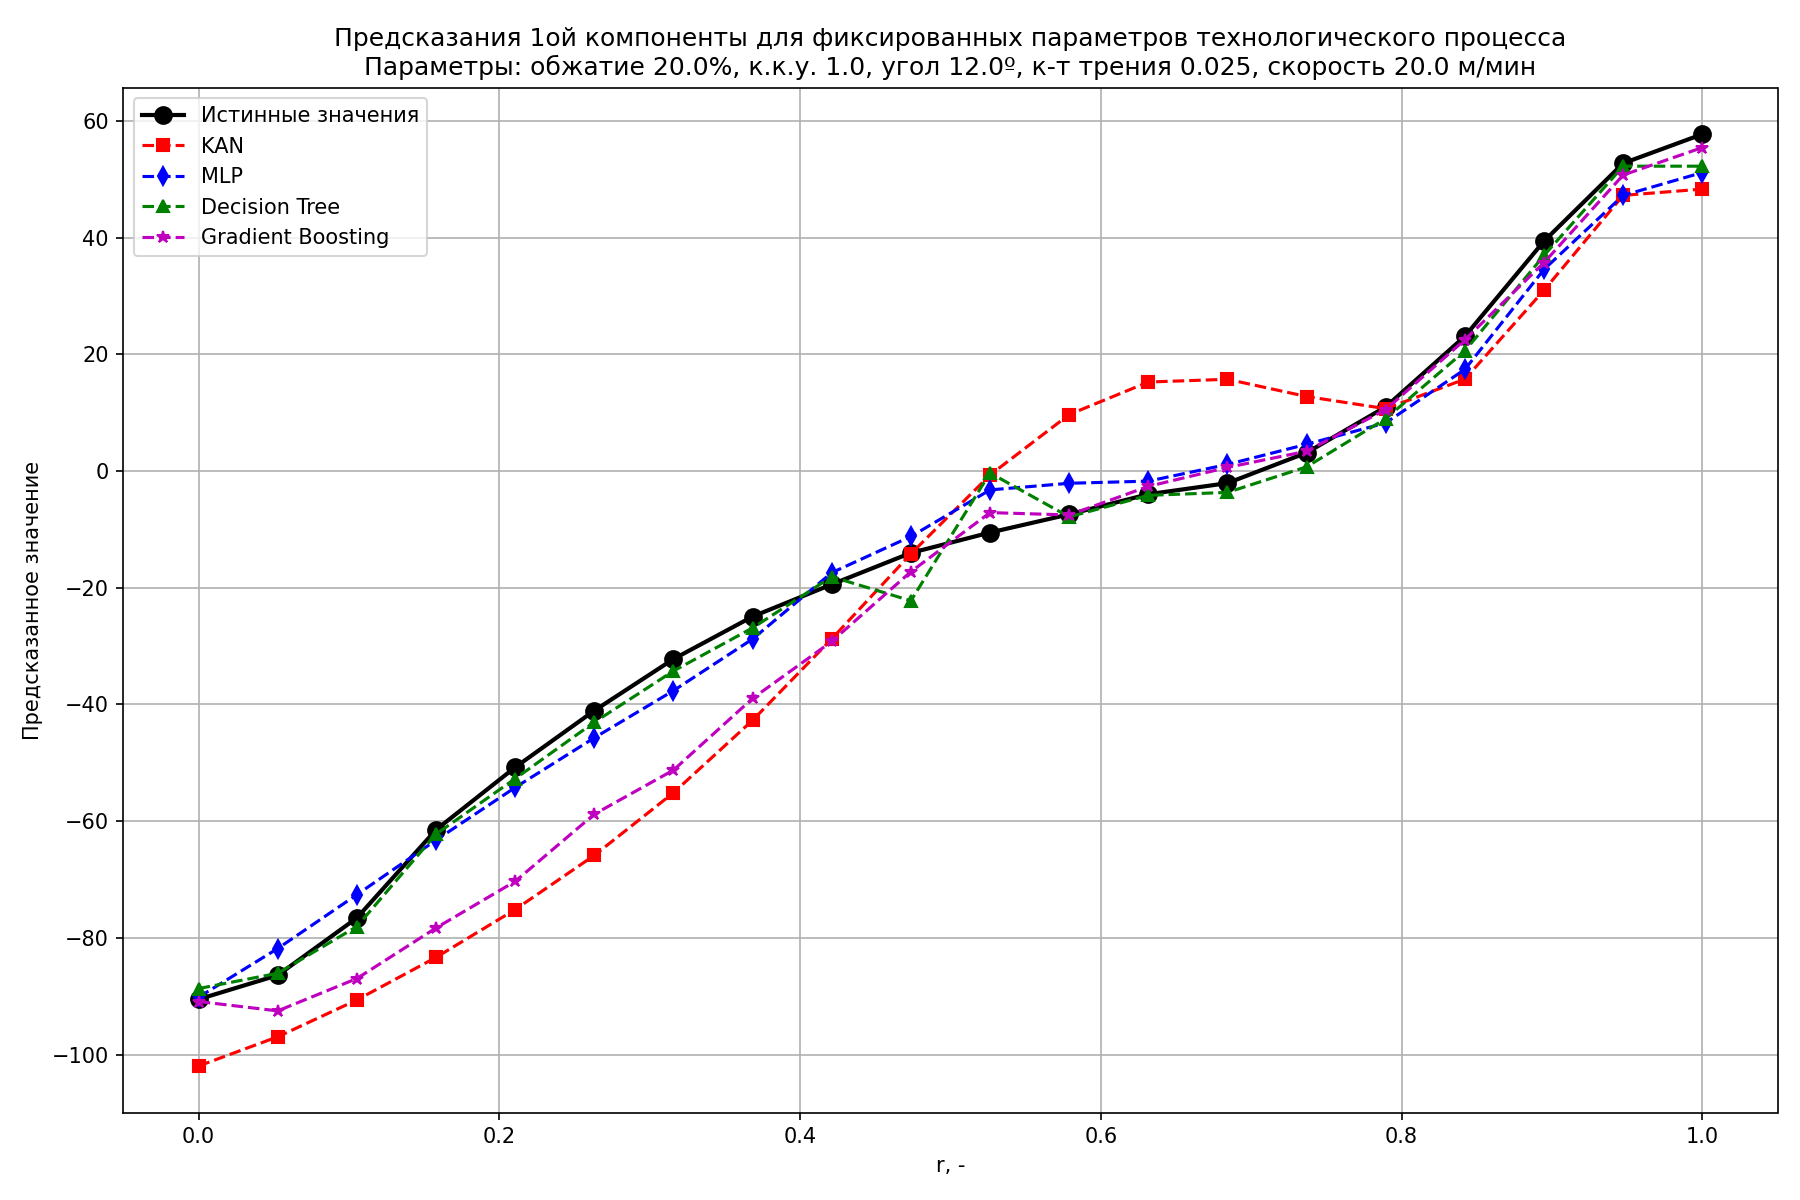 Предсказания 1ой компоненты для фиксированных параметров технологического процесса
Параметры: обжатие 20.0%, к.к.у. 1.0, угол 12.0º, к-т трения 0.025, скорость 20.0 м/мин
Истинные значения
KAN
MLP
Decision Tree
Gradient Boosting
Предсказанное значение
60
40
20
0
−20
−40
−60
−80
−100
0.0
0.2
0.4
0.6
0.8
1.0
r, -